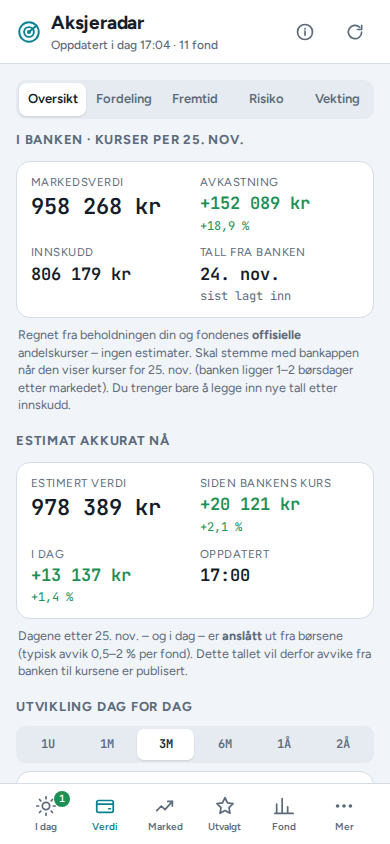 Aksjeradar
Oppdatert i dag 17:04 · 11 fond
Oversikt Fordeling Fremtid Risiko Vekting
I BANKEN · KURSER PER 25. NOV.
MARKEDSVERDI
958 268 kr
AVKASTNING
+152 089 kr
+18,9 %
INNSKUDD
806 179 kr
TALL FRA BANKEN
24. nov.
sist lagt inn
Regnet fra beholdningen din og fondenes offisielle
andelskurser – ingen estimater. Skal stemme med bankappen
når den viser kurser for 25. nov. (banken ligger 1–2 børsdager
etter markedet). Du trenger bare å legge inn nye tall etter
innskudd.
ESTIMAT AKKURAT NÅ
ESTIMERT VERDI
978 389 kr
SIDEN BANKENS KURS
+20 121 kr
+2,1 %
I DAG
+13 137 kr
+1,4 %
OPPDATERT
17:00
Dagene etter 25. nov. – og i dag – er anslått ut fra børsene
(typisk avvik 0,5–2 % per fond). Dette tallet vil derfor avvike fra
banken til kursene er publisert.
UTVIKLING DAG FOR DAG
1U 1M 3M 6M 1Å 2Å
1
I dag Verdi Marked Utvalgt Fond Mer